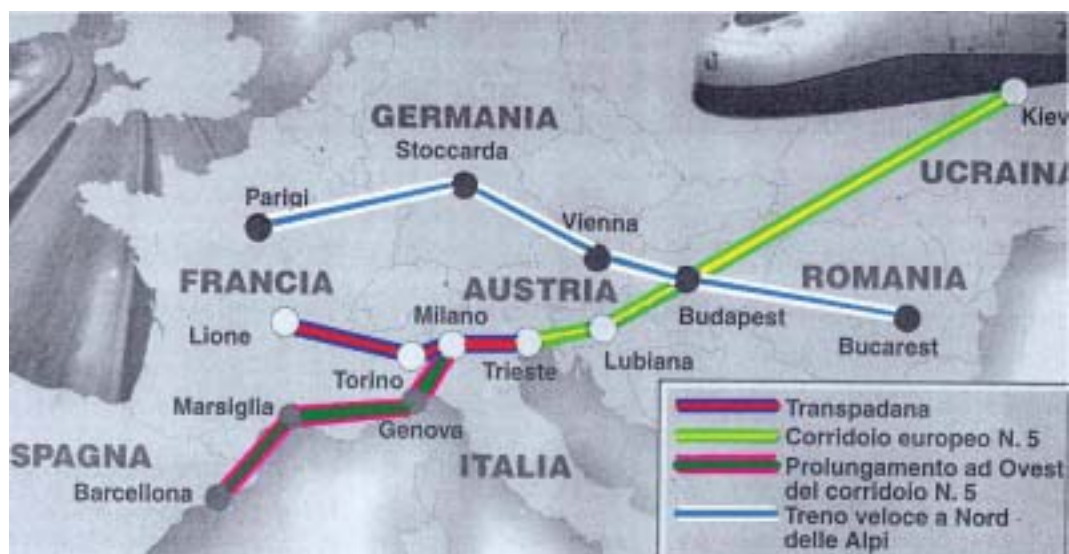 GERMANIA
Stoccarda
Parigi
Vienna
Kiev
UCRAINA
FRANCIA
AUSTRIA
ROMANIA
Milano
Budapest
Lione
Torino
Trieste
Lubiana
Bucarest
Marsiglia
Genova
SPAGNA
ITALIA
Barcellona
Transpadana
Corridoio europeo N. 5
Prolungamento ad Ovest
del corridoio N. 5
Treno veloce a Nord
delle Alpi